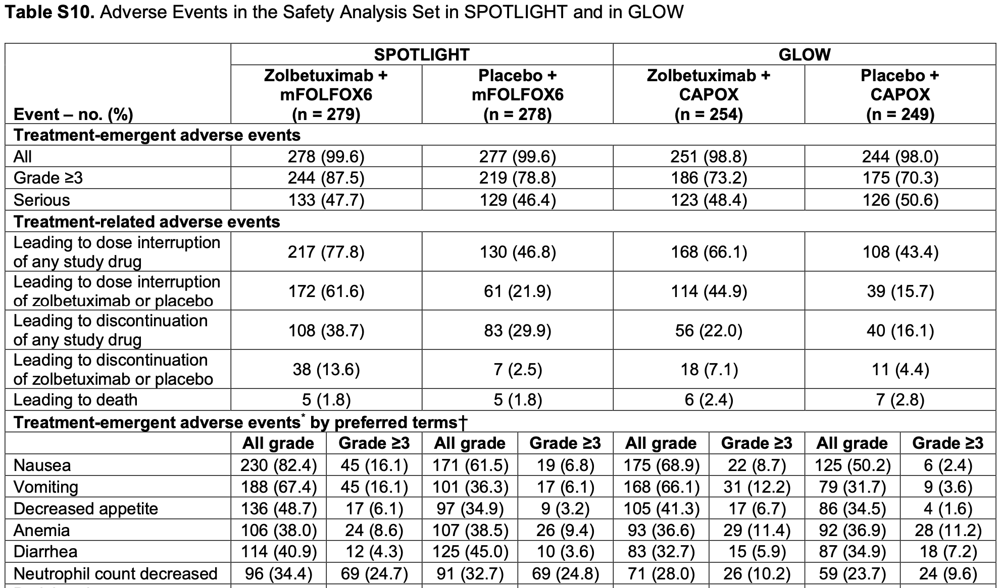 Table S10. Adverse Events in the Safety Analysis Set in SPOTLIGHT and in GLOW
SPOTLIGHT GLOW
Event – no. (%) Zolbetuximab + mFOLFOX6 (n = 279) Placebo + mFOLFOX6 (n = 278) Zolbetuximab + CAPOX (n = 254) Placebo + CAPOX (n = 249)
Treatment-emergent adverse events
All 278 (99.6) 277 (99.6) 251 (98.8) 244 (98.0)
Grade ≥3 244 (87.5) 219 (78.8) 186 (73.2) 175 (70.3)
Serious 133 (47.7) 129 (46.4) 123 (48.4) 126 (50.6)
Treatment-related adverse events
Leading to dose interruption of any study drug 217 (77.8) 130 (46.8) 168 (66.1) 108 (43.4)
Leading to dose interruption of zolbetuximab or placebo 172 (61.6) 61 (21.9) 114 (44.9) 39 (15.7)
Leading to discontinuation of any study drug 108 (38.7) 83 (29.9) 56 (22.0) 40 (16.1)
Leading to discontinuation of zolbetuximab or placebo 38 (13.6) 7 (2.5) 18 (7.1) 11 (4.4)
Leading to death 5 (1.8) 5 (1.8) 6 (2.4) 7 (2.8)
Treatment-emergent adverse events* by preferred terms†
All grade Grade ≥3 All grade Grade ≥3 All grade Grade ≥3 All grade Grade ≥3
Nausea 230 (82.4) 45 (16.1) 171 (61.5) 19 (6.8) 175 (68.9) 22 (8.7) 125 (50.2) 6 (2.4)
Vomiting 188 (67.4) 45 (16.1) 101 (36.3) 17 (6.1) 168 (66.1) 31 (12.2) 79 (31.7) 9 (3.6)
Decreased appetite 136 (48.7) 17 (6.1) 97 (34.9) 9 (3.2) 105 (41.3) 17 (6.7) 86 (34.5) 4 (1.6)
Anemia 106 (38.0) 24 (8.6) 107 (38.5) 26 (9.4) 93 (36.6) 29 (11.4) 92 (36.9) 28 (11.2)
Diarrhea 114 (40.9) 12 (4.3) 125 (45.0) 10 (3.6) 83 (32.7) 15 (5.9) 87 (34.9) 18 (7.2)
Neutrophil count decreased 96 (34.4) 69 (24.7) 91 (32.7) 69 (24.8) 71 (28.0) 26 (10.2) 59 (23.7) 24 (9.6)